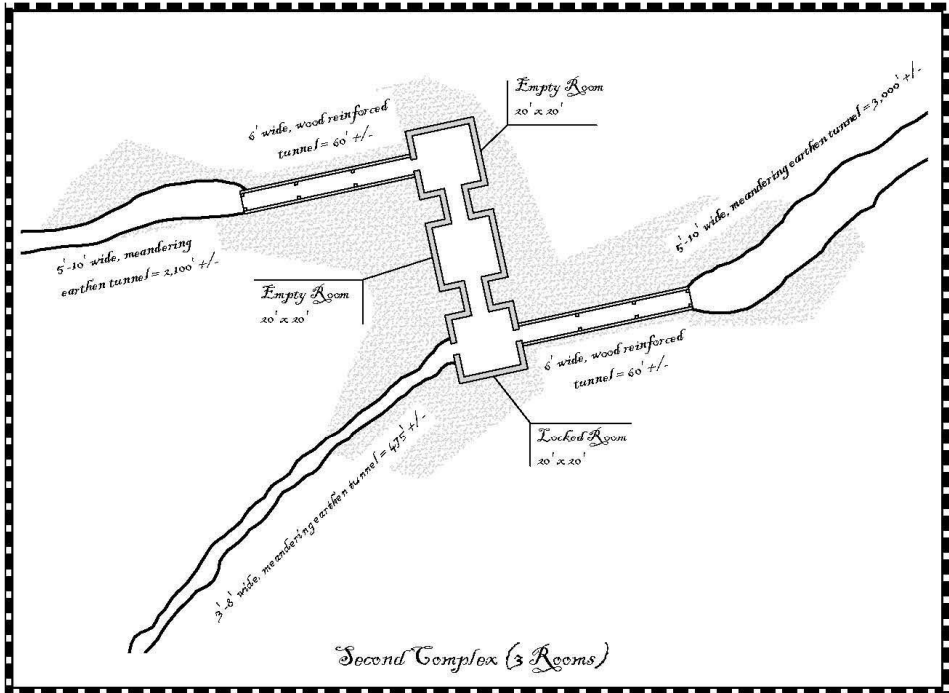 Empty Room
20' x 20'
6' wide, wood reinforced
tunnel = 60' +/-
5'-10' wide, meandering earthen tunnel = 3,000' +/-
5'-10' wide, meandering
earthen tunnel = 2,100' +/-
Empty Room
20' x 20'
6' wide, wood reinforced
tunnel = 60' +/-
Locked Room
20' x 20'
3'-8' wide, meandering earthen tunnel = 475' +/-
Second Complex (3 Rooms)